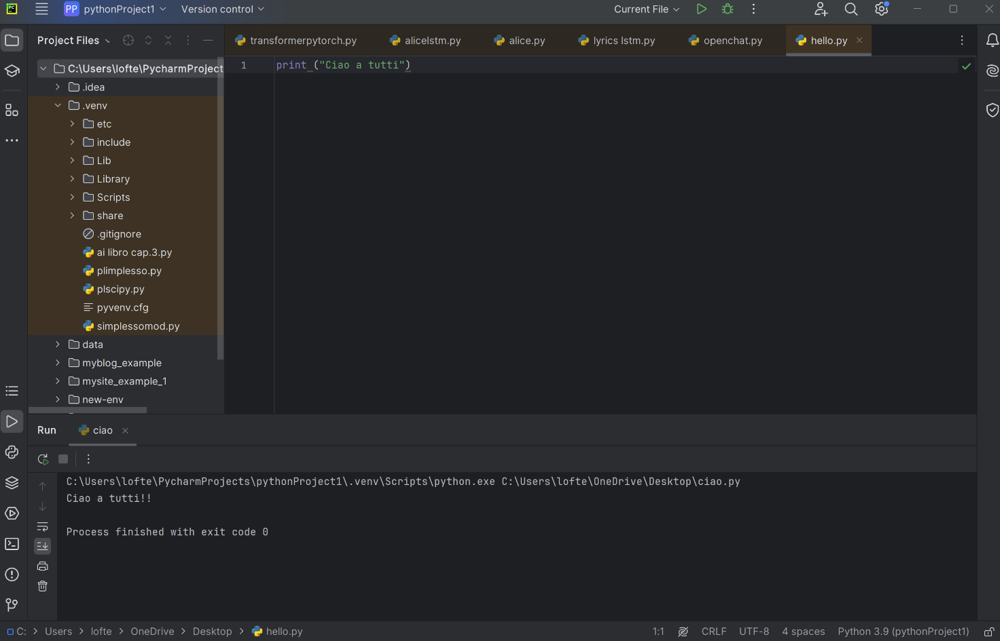 PC
PP pythonProject1 Version control Current File
Project Files
transformerpytorch.py alicelstm.py alice.py lyrics lstm.py openchat.py hello.py
C:\Users\lofte\PycharmProject
.idea
.venv
etc
include
Lib
Library
Scripts
share
.gitignore
ai libro cap.3.py
plimplesso.py
plscipy.py
pyvenv.cfg
simplessomod.py
data
myblog_example
mysite_example_1
new-env
1 print ("Ciao a tutti")
Run ciao
C:\Users\lofte\PycharmProjects\pythonProject1\.venv\Scripts\python.exe C:\Users\lofte\OneDrive\Desktop\ciao.py
Ciao a tutti!!
Process finished with exit code 0
C: > Users > lofte > OneDrive > Desktop > hello.py 1:1 CRLF UTF-8 4 spaces Python 3.9 (pythonProject1)